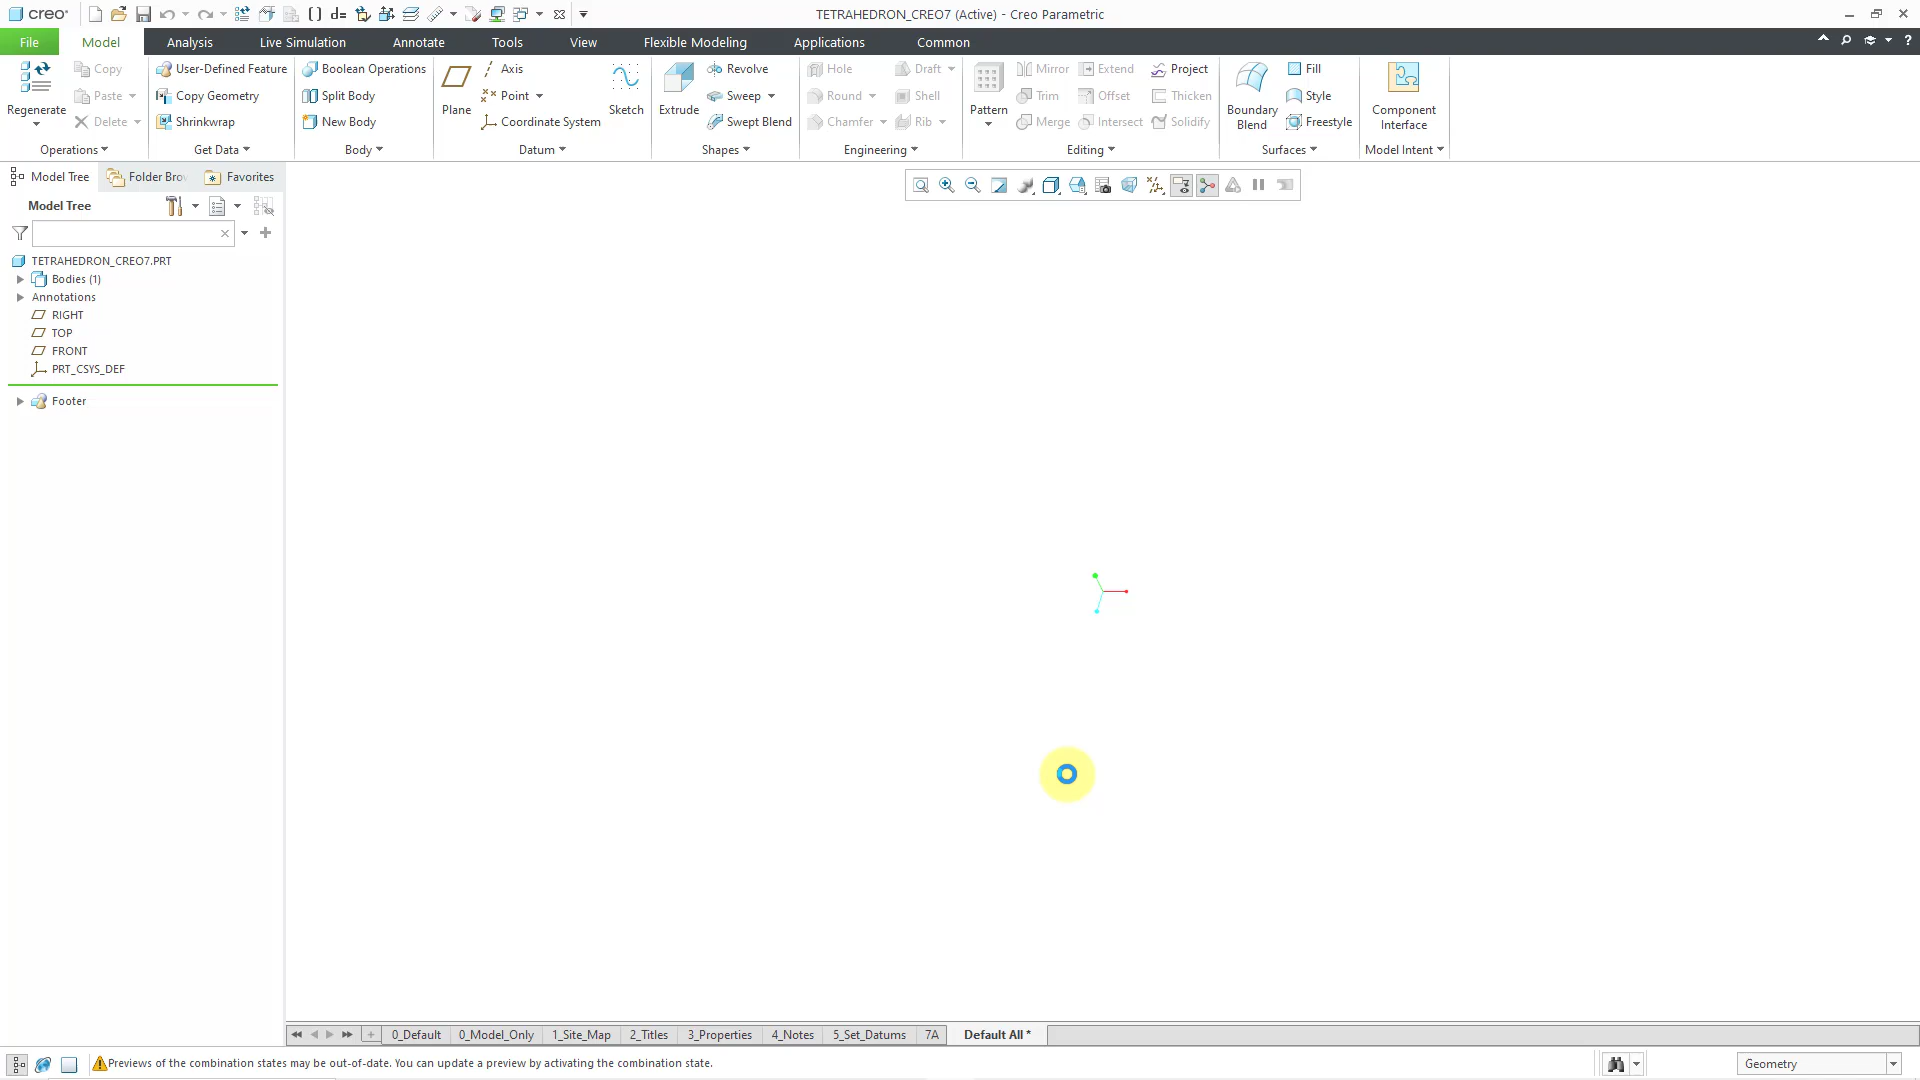 creo
TETRAHEDRON_CREO7 (Active) - Creo Parametric
File Model Analysis Live Simulation Annotate Tools View Flexible Modeling Applications Common
Regenerate
Copy
Paste
Delete
Operations
User-Defined Feature
Copy Geometry
Shrinkwrap
Get Data
Boolean Operations
Split Body
New Body
Body
Plane
Axis
Point
Coordinate System
Sketch
Datum
Extrude
Revolve
Sweep
Swept Blend
Shapes
Hole
Round
Chamfer
Draft
Shell
Rib
Engineering
Pattern
Mirror
Trim
Merge
Extend
Offset
Intersect
Project
Thicken
Solidify
Editing
Boundary
Blend
Fill
Style
Freestyle
Surfaces
Component
Interface
Model Intent
Model Tree Folder Bro Favorites
Model Tree
TETRAHEDRON_CREO7.PRT
Bodies (1)
Annotations
RIGHT
TOP
FRONT
PRT_CSYS_DEF
Footer
0_Default 0_Model_Only 1_Site_Map 2_Titles 3_Properties 4_Notes 5_Set_Datums 7A Default All *
Previews of the combination states may be out-of-date. You can update a preview by activating the combination state.
Geometry